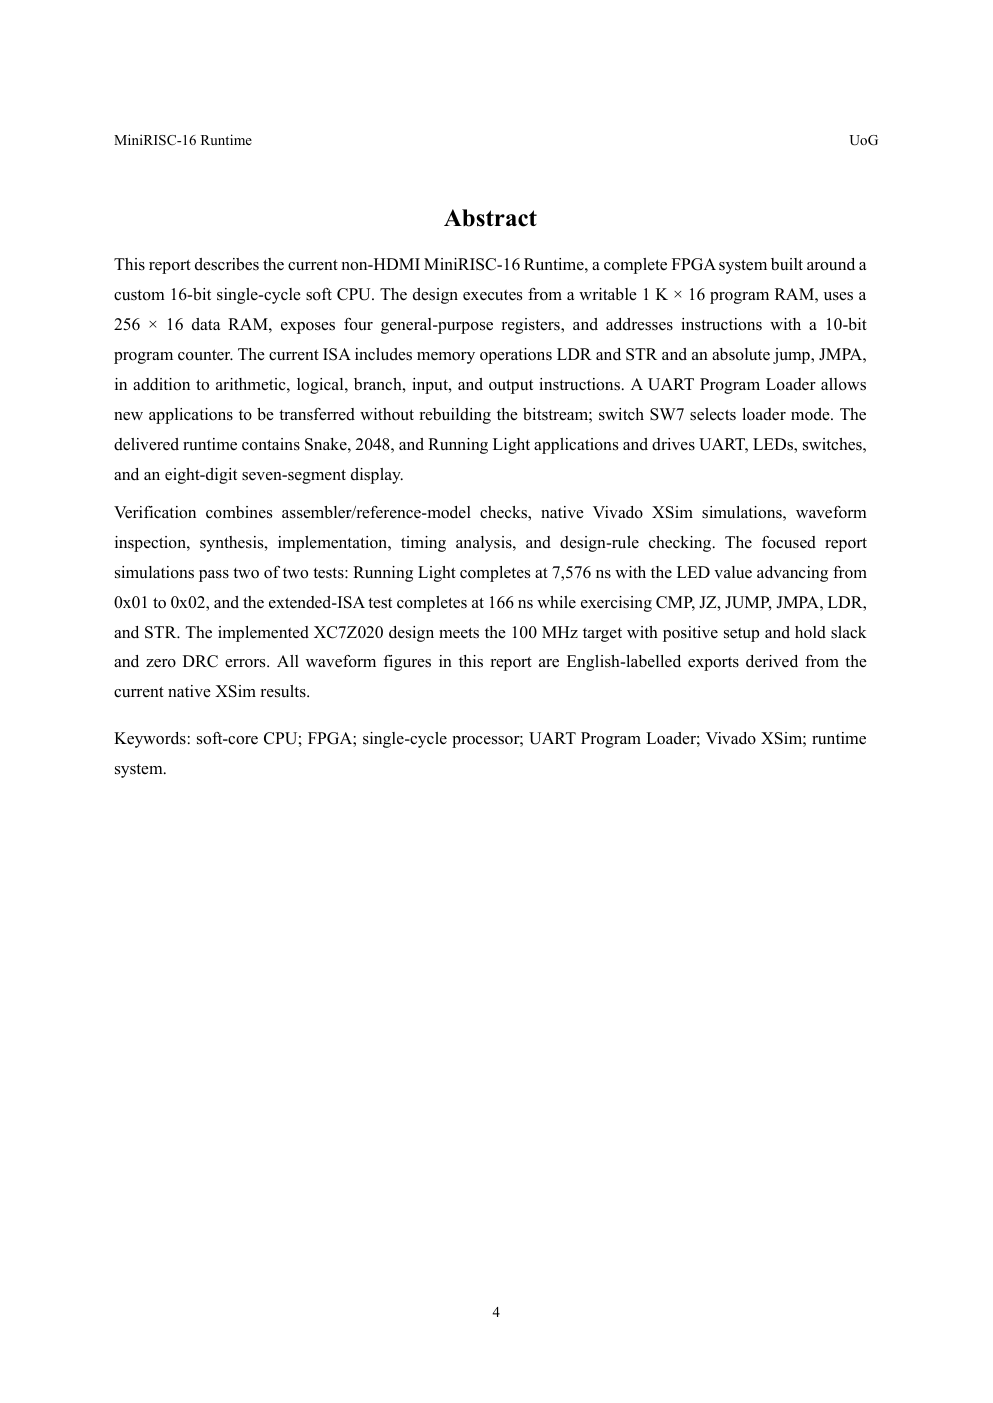 MiniRISC-16 Runtime UoG
Abstract
This report describes the current non-HDMI MiniRISC-16 Runtime, a complete FPGA system built around a
custom 16-bit single-cycle soft CPU. The design executes from a writable 1 K × 16 program RAM, uses a
256 × 16 data RAM, exposes four general-purpose registers, and addresses instructions with a 10-bit
program counter. The current ISA includes memory operations LDR and STR and an absolute jump, JMPA,
in addition to arithmetic, logical, branch, input, and output instructions. A UART Program Loader allows
new applications to be transferred without rebuilding the bitstream; switch SW7 selects loader mode. The
delivered runtime contains Snake, 2048, and Running Light applications and drives UART, LEDs, switches,
and an eight-digit seven-segment display.
Verification combines assembler/reference-model checks, native Vivado XSim simulations, waveform
inspection, synthesis, implementation, timing analysis, and design-rule checking. The focused report
simulations pass two of two tests: Running Light completes at 7,576 ns with the LED value advancing from
0x01 to 0x02, and the extended-ISA test completes at 166 ns while exercising CMP, JZ, JUMP, JMPA, LDR,
and STR. The implemented XC7Z020 design meets the 100 MHz target with positive setup and hold slack
and zero DRC errors. All waveform figures in this report are English-labelled exports derived from the
current native XSim results.
Keywords: soft-core CPU; FPGA; single-cycle processor; UART Program Loader; Vivado XSim; runtime
system.
4